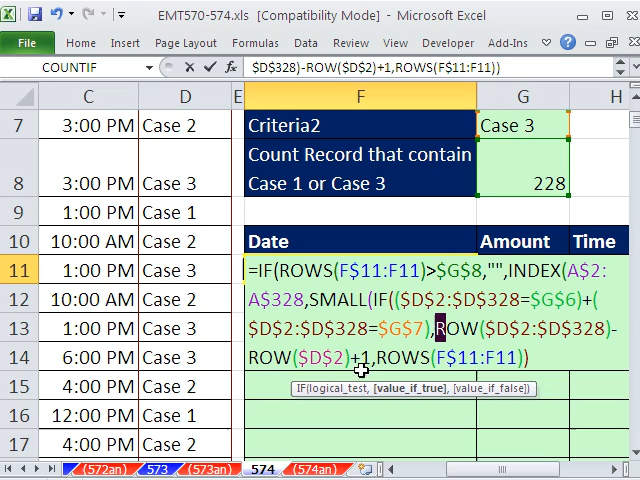 EMT570-574.xls [Compatibility Mode] - Microsoft Excel
File Home Insert Page Layout Formulas Data Review View Developer Add-Ins
COUNTIF fx $D$328)-ROW($D$2)+1,ROWS(F$11:F11))
C D E F G H
7 3:00 PM Case 2 Criteria2 Case 3
Count Record that contain
8 3:00 PM Case 3 Case 1 or Case 3 228
9 1:00 PM Case 1
10 10:00 AM Case 2 Date Amount Time
11 1:00 PM Case 3 =IF(ROWS(F$11:F11)>$G$8,"",INDEX(A$2:
12 10:00 AM Case 2 A$328,SMALL(IF(($D$2:$D$328=$G$6)+(
13 1:00 PM Case 3 $D$2:$D$328=$G$7),ROW($D$2:$D$328)-
14 6:00 PM Case 3 ROW($D$2)+1,ROWS(F$11:F11))
15 4:00 PM Case 2 IF(logical_test, [value_if_true], [value_if_false])
16 12:00 PM Case 1
17 4:00 PM Case 2
(572an) 573 (573an) 574 (574an)